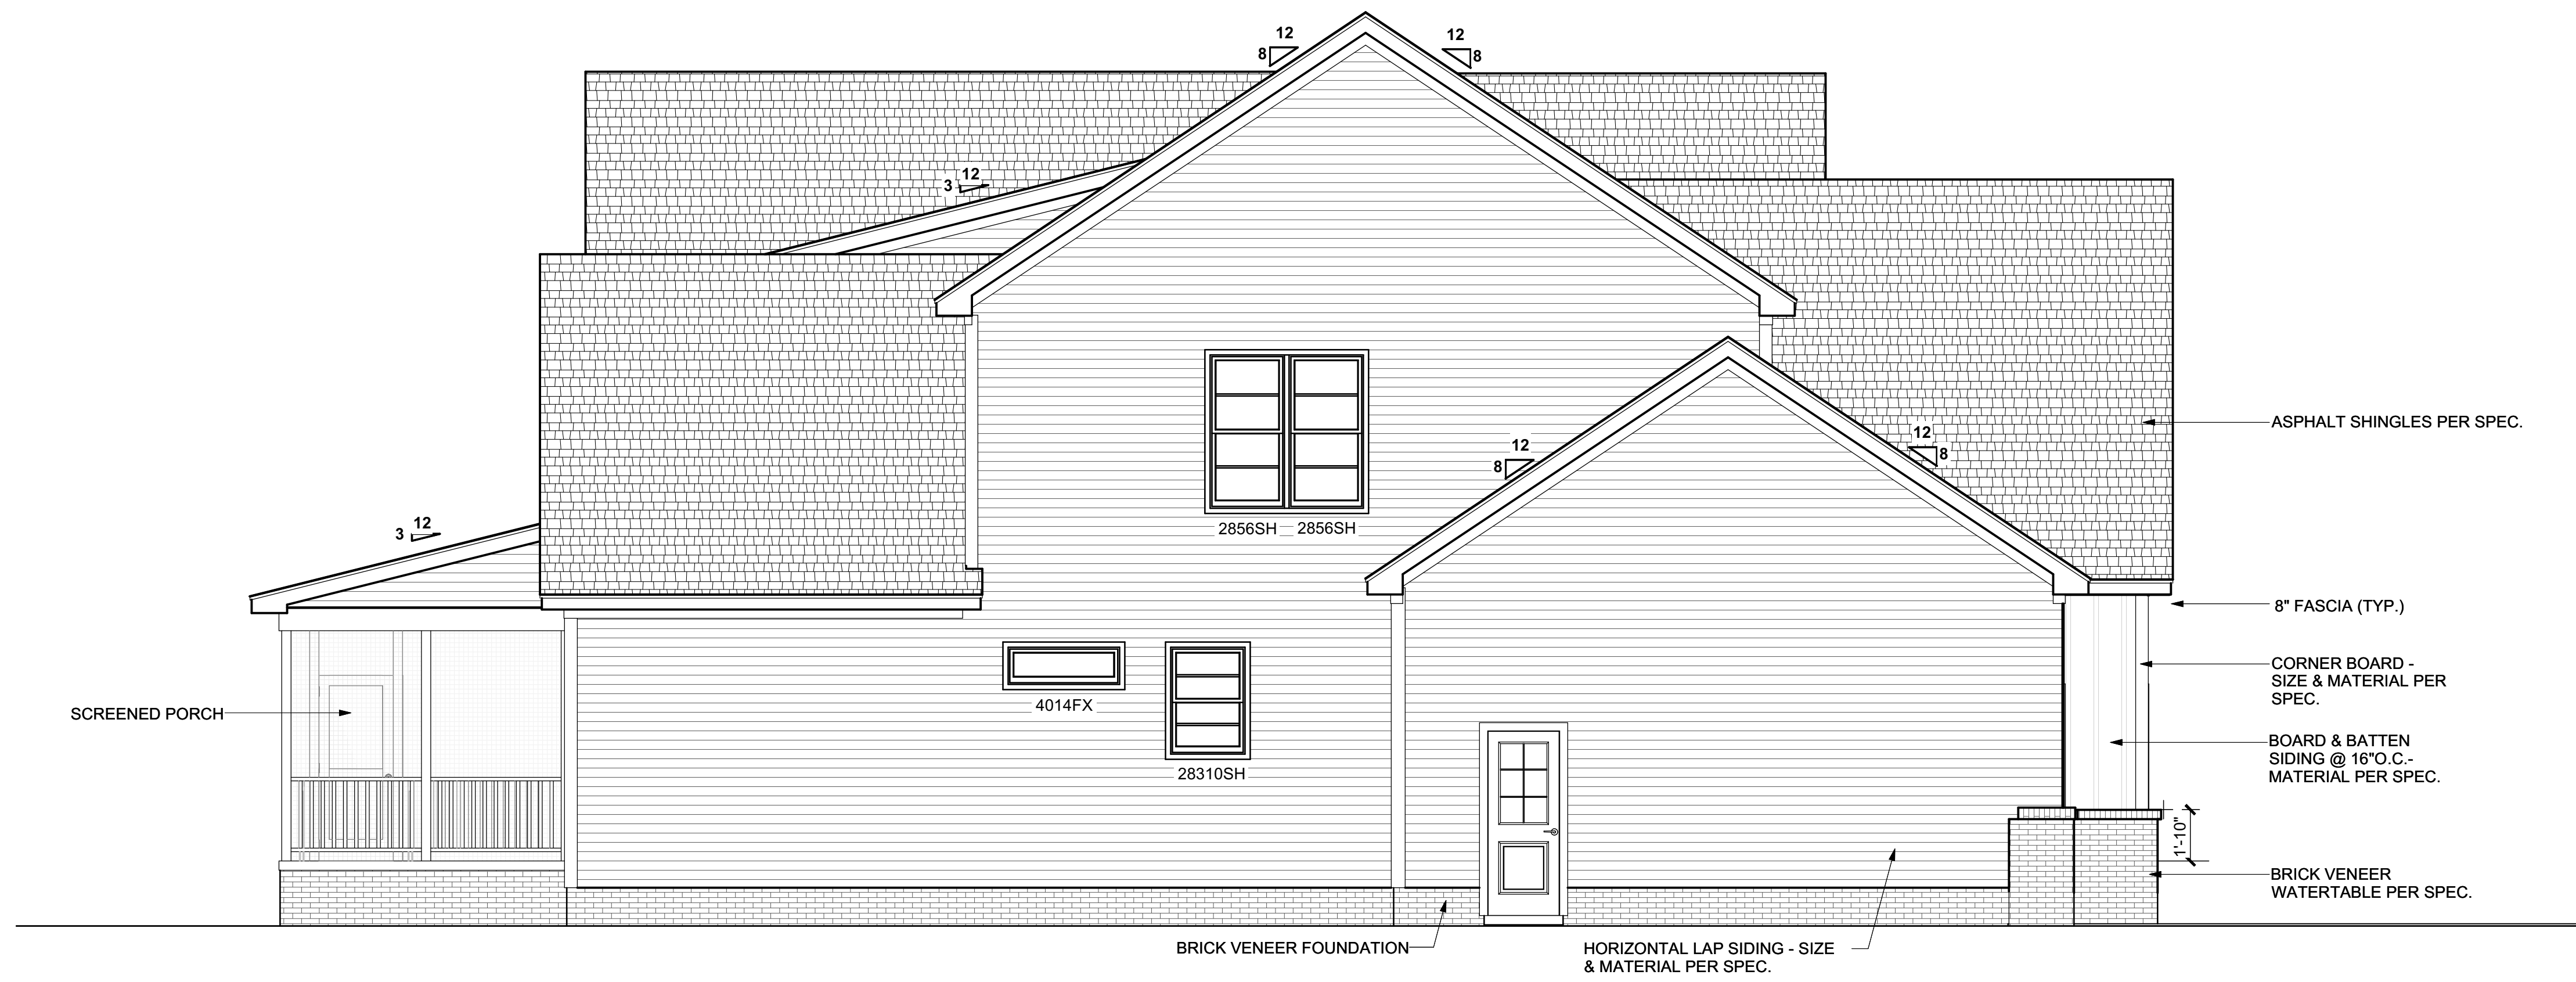 12
8
12
8
12
3
12
8
12
8
ASPHALT SHINGLES PER SPEC.
12
3
2856SH
2856SH
8" FASCIA (TYP.)
CORNER BOARD -
SIZE & MATERIAL PER
SPEC.
4014FX
SCREENED PORCH
BOARD & BATTEN
SIDING @ 16"O.C.-
MATERIAL PER SPEC.
28310SH
1'-10"
BRICK VENEER
WATERTABLE PER SPEC.
BRICK VENEER FOUNDATION
HORIZONTAL LAP SIDING - SIZE
& MATERIAL PER SPEC.